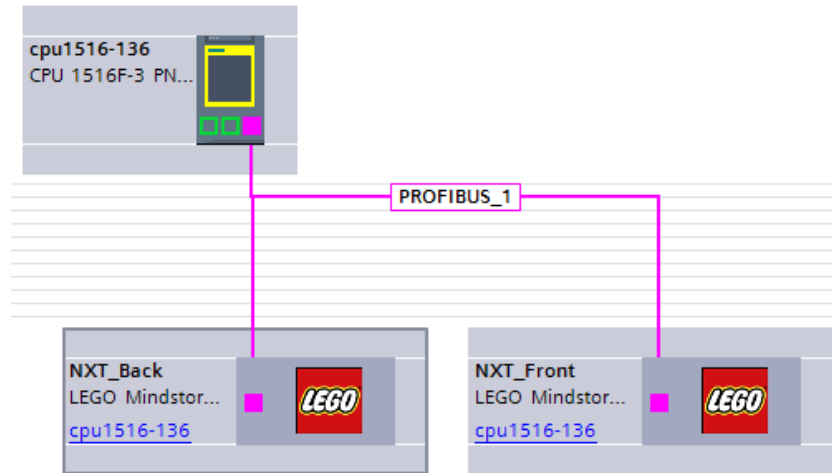 cpu1516-136
CPU 1516F-3 PN...
PROFIBUS_1
NXT_Back
LEGO Mindstor...
cpu1516-136
LEGO
NXT_Front
LEGO Mindstor...
cpu1516-136
LEGO